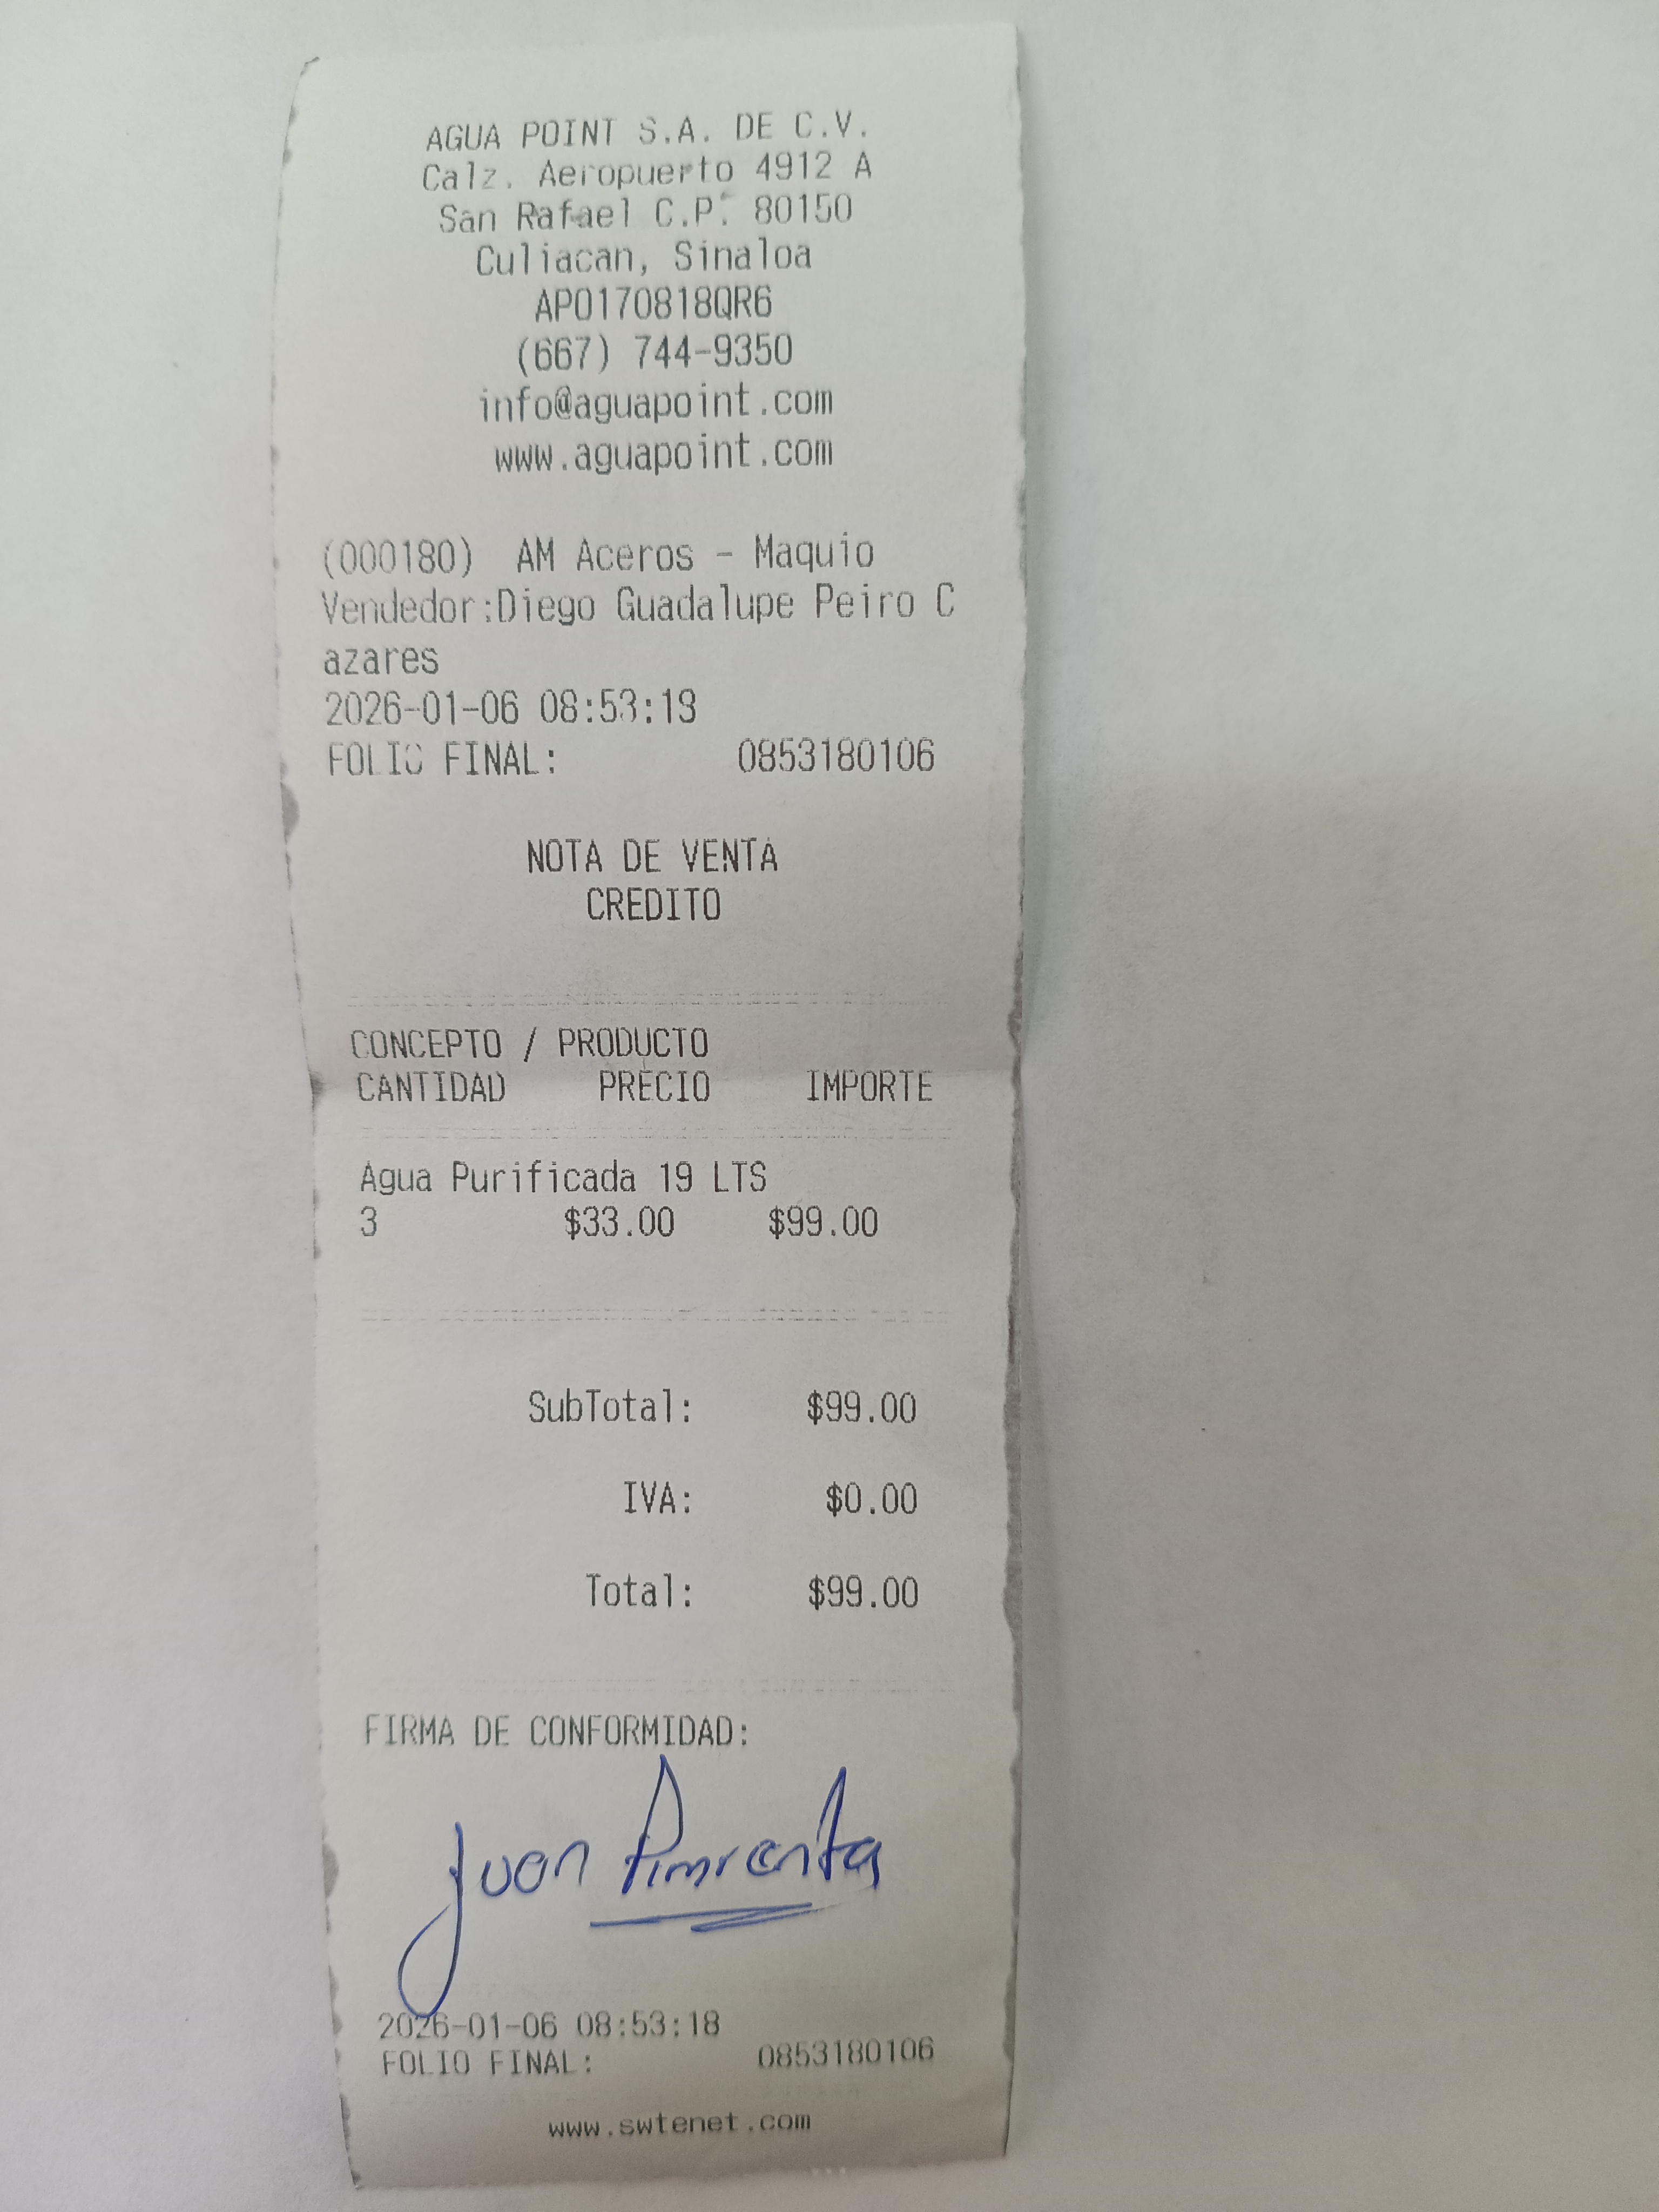 AGUA POINT S.A. DE C.V.
Calz. Aeropuerto 4912 A
San Rafael C.P. 80150
Culiacan, Sinaloa
APO170818QR6
(667) 744-9350
info@aguapoint.com
www.aguapoint.com
(000180) AM Aceros - Maquio
Vendedor:Diego Guadalupe Peiro C
azares
2026-01-06 08:53:18
FOLIO FINAL: 0853180106
NOTA DE VENTA
CREDITO
CONCEPTO / PRODUCTO
CANTIDAD PRECIO IMPORTE
Agua Purificada 19 LTS
3 $33.00 $99.00
SubTotal: $99.00
IVA: $0.00
Total: $99.00
FIRMA DE CONFORMIDAD:
Juan Pimienta
2026-01-06 08:53:18
FOLIO FINAL: 0853180106
www.swtenet.com